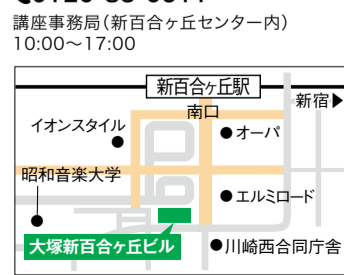 講座事務局(新百合ヶ丘センター内)
10:00〜17:00
新百合ヶ丘駅
新宿▶
南口
イオンスタイル
●オーパ
昭和音楽大学
●エルミロード
大塚新百合ヶ丘ビル
●川崎西合同庁舎